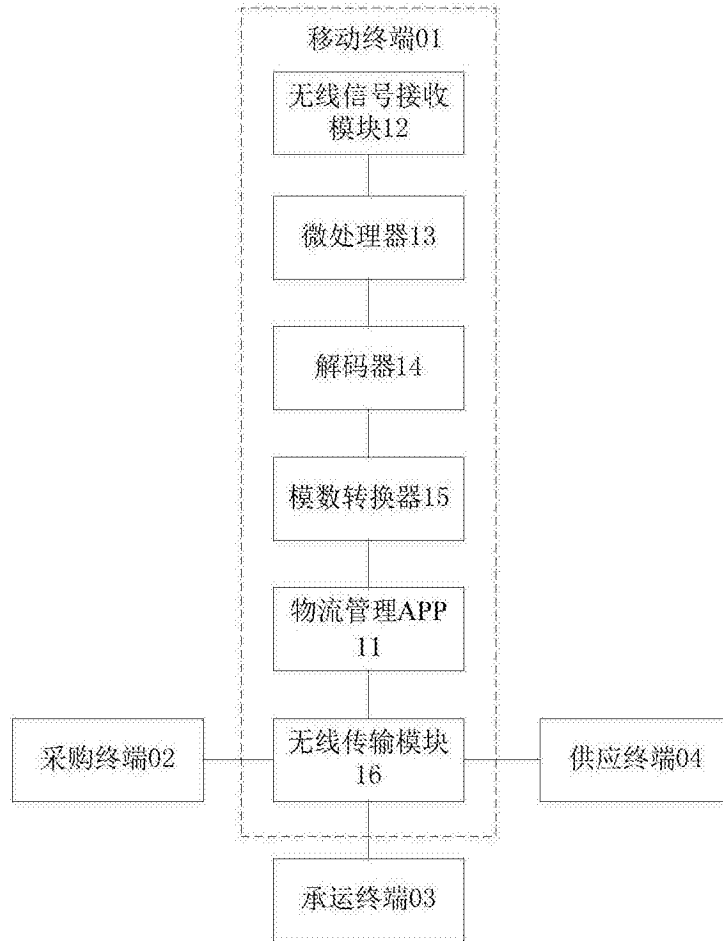 移动终端01
无线信号接收
模块12
微处理器13
解码器14
模数转换器15
物流管理APP
11
采购终端02
无线传输模块
16
供应终端04
承运终端03